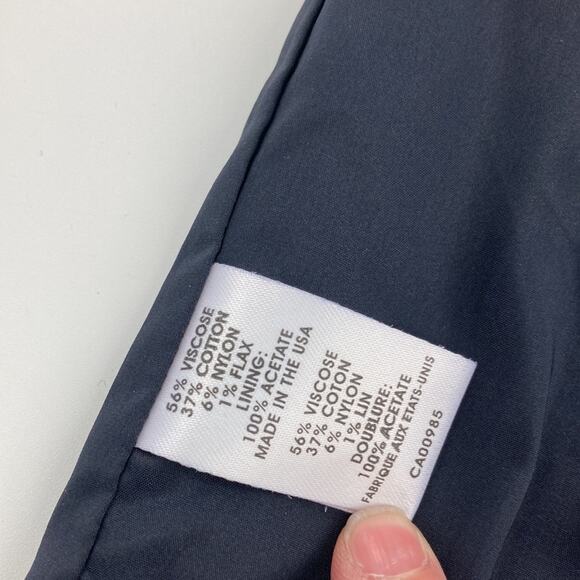 56% VISCOSE
37% COTTON
6% NYLON
1% FLAX
LINING:
100% ACETATE
MADE IN THE USA
56% VISCOSE
37% COTON
6% NYLON
1% LIN
DOUBLURE:
100% ACETATE
FABRIQUE AUX ETATS-UNIS
CA00985